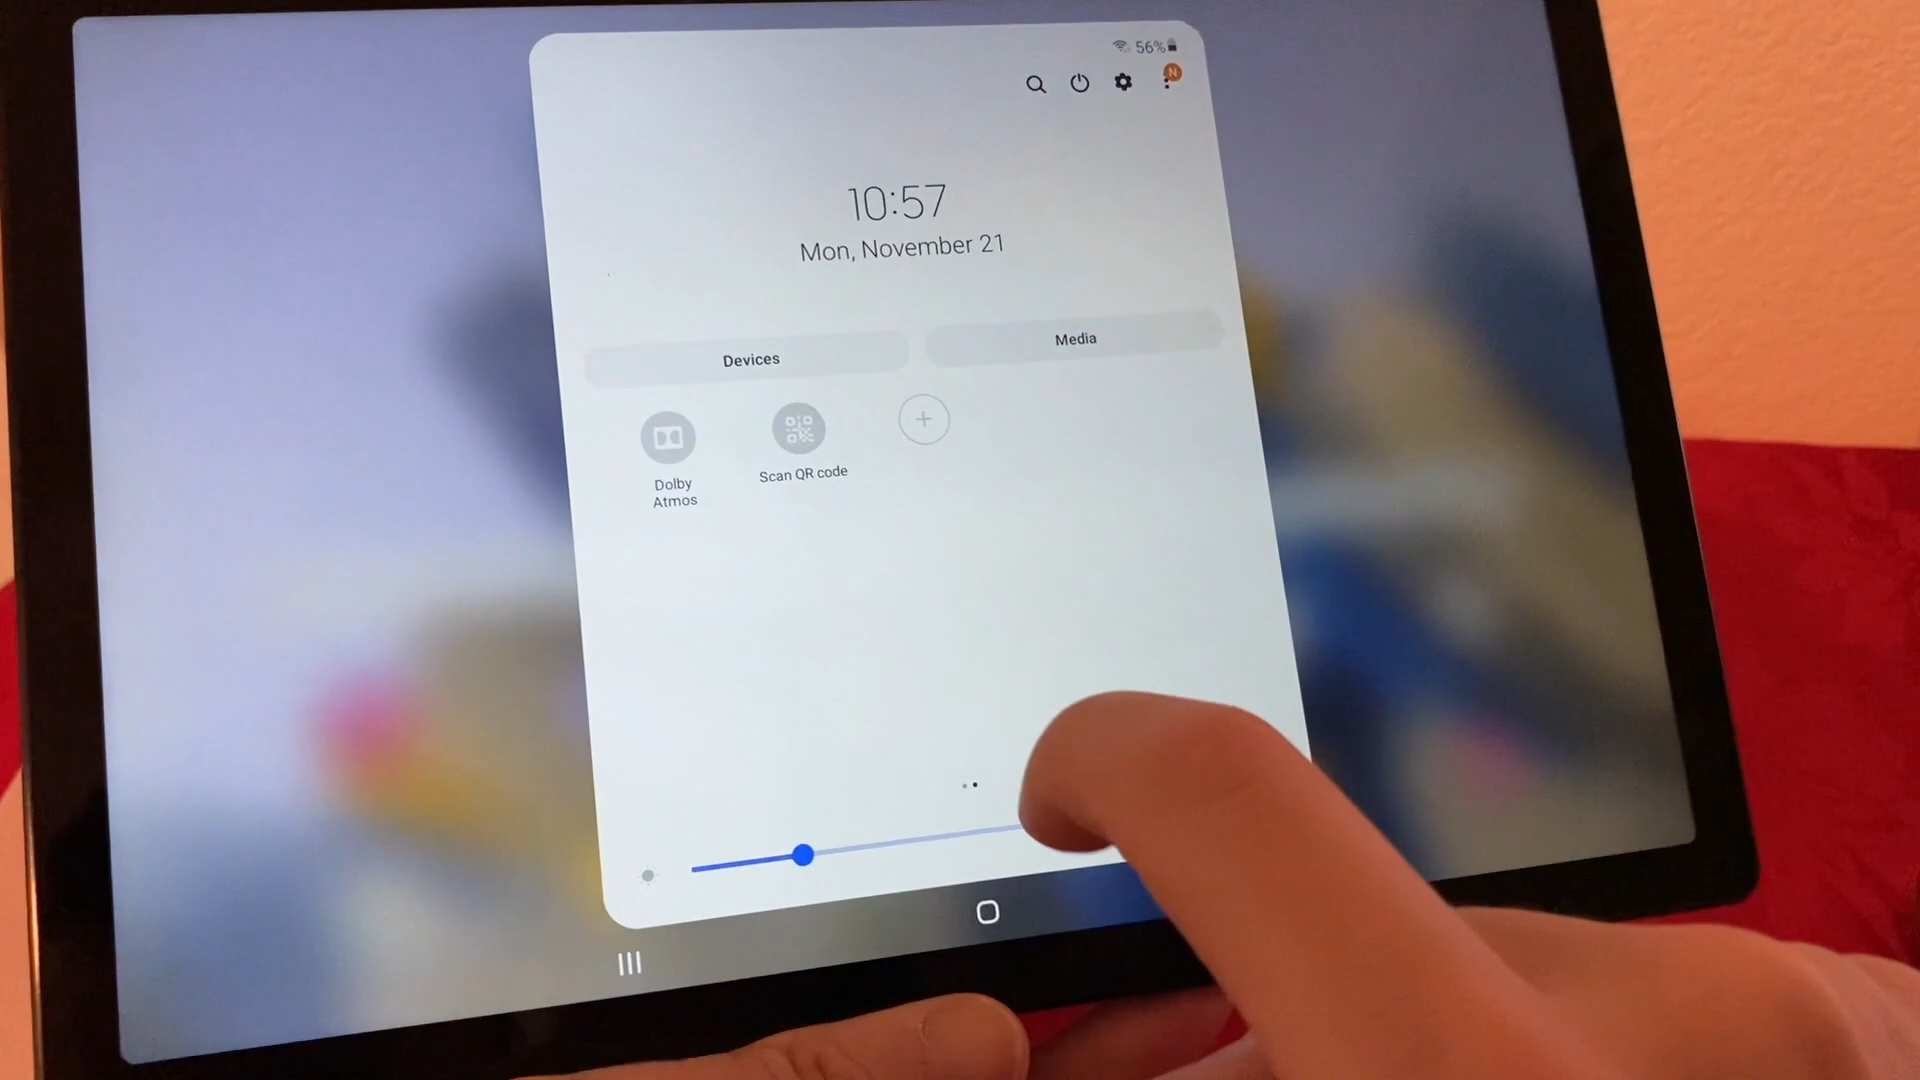 56%
N
10:57
Mon, November 21
Devices
Media
Dolby
Atmos
Scan QR code